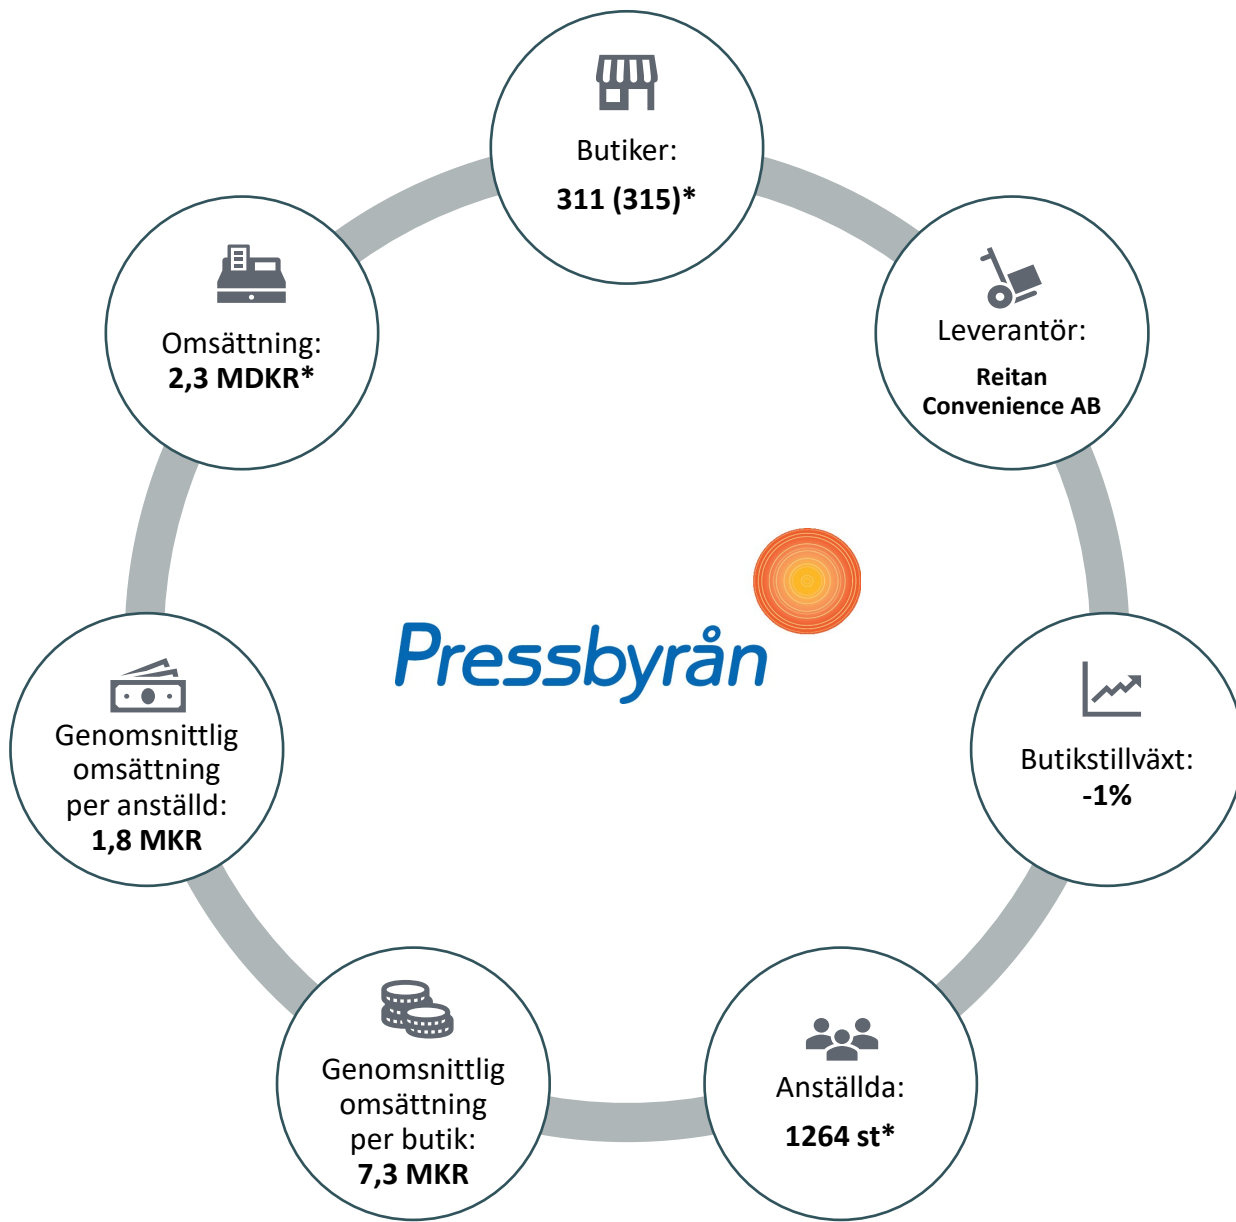 Butiker:
311 (315)*
Leverantör:
Reitan
Convenience AB
Butikstillväxt:
-1%
Anställda:
1264 st*
Genomsnittlig
omsättning
per butik:
7,3 MKR
Genomsnittlig
omsättning
per anställd:
1,8 MKR
Omsättning:
2,3 MDKR*
Pressbyrån